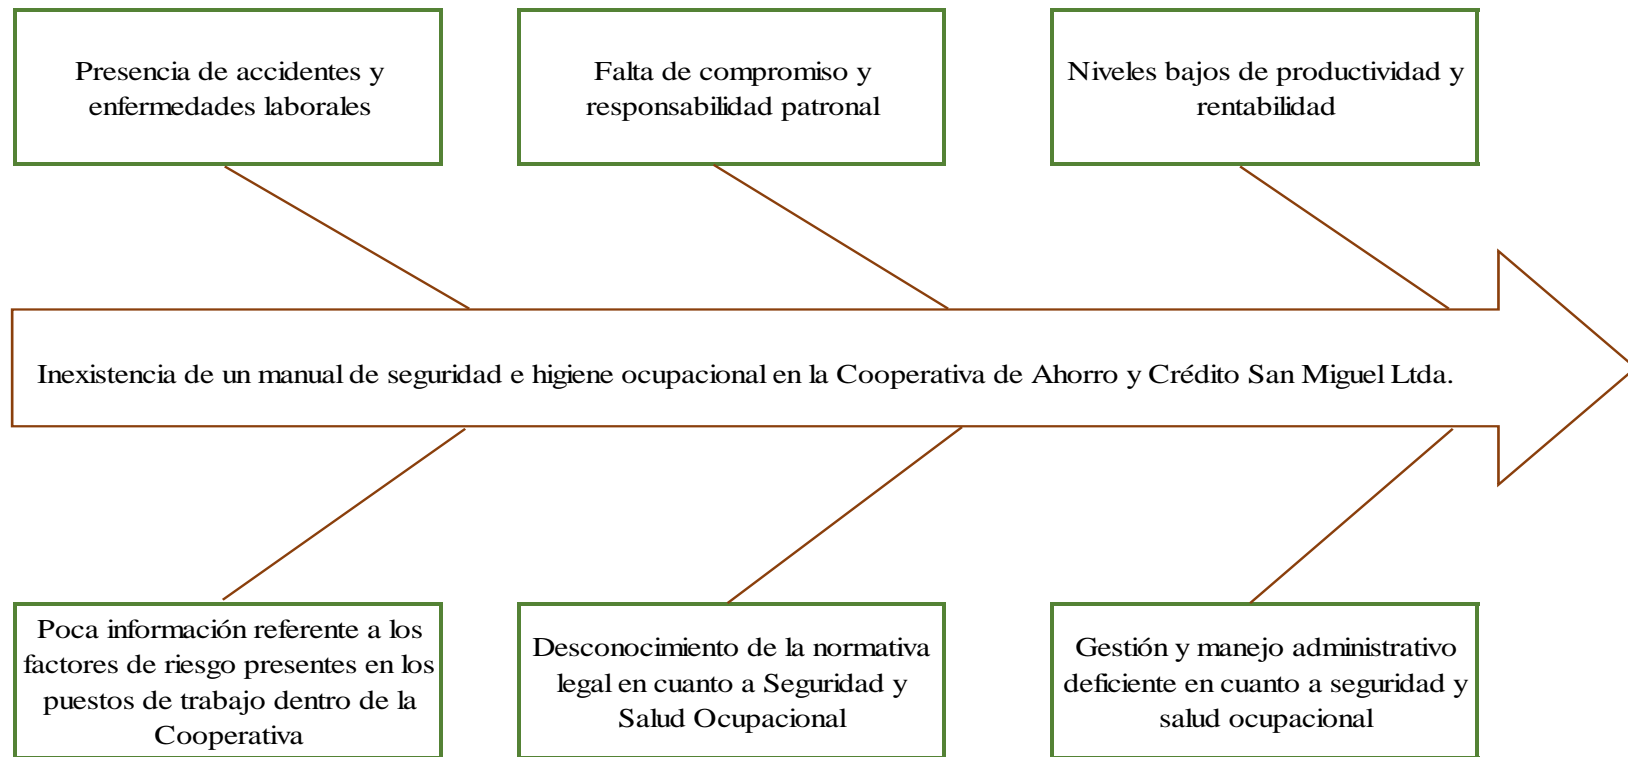 Presencia de accidentes y
enfermedades laborales
Falta de compromiso y
responsabilidad patronal
Niveles bajos de productividad y
rentabilidad
Inexistencia de un manual de seguridad e higiene ocupacional en la Cooperativa de Ahorro y Crédito San Miguel Ltda.
Poca información referente a los
factores de riesgo presentes en los
puestos de trabajo dentro de la
Cooperativa
Desconocimiento de la normativa
legal en cuanto a Seguridad y
Salud Ocupacional
Gestión y manejo administrativo
deficiente en cuanto a seguridad y
salud ocupacional